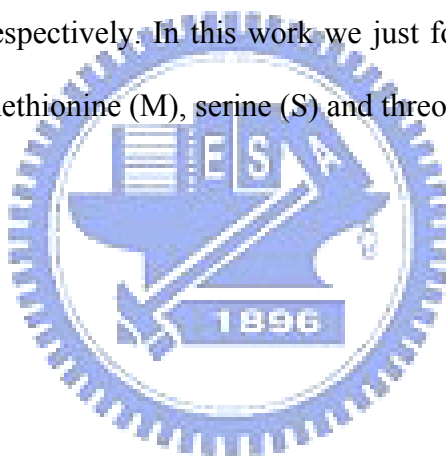 espectively. In this work we just fo
ethionine (M), serine (S) and threo
E S A
1896